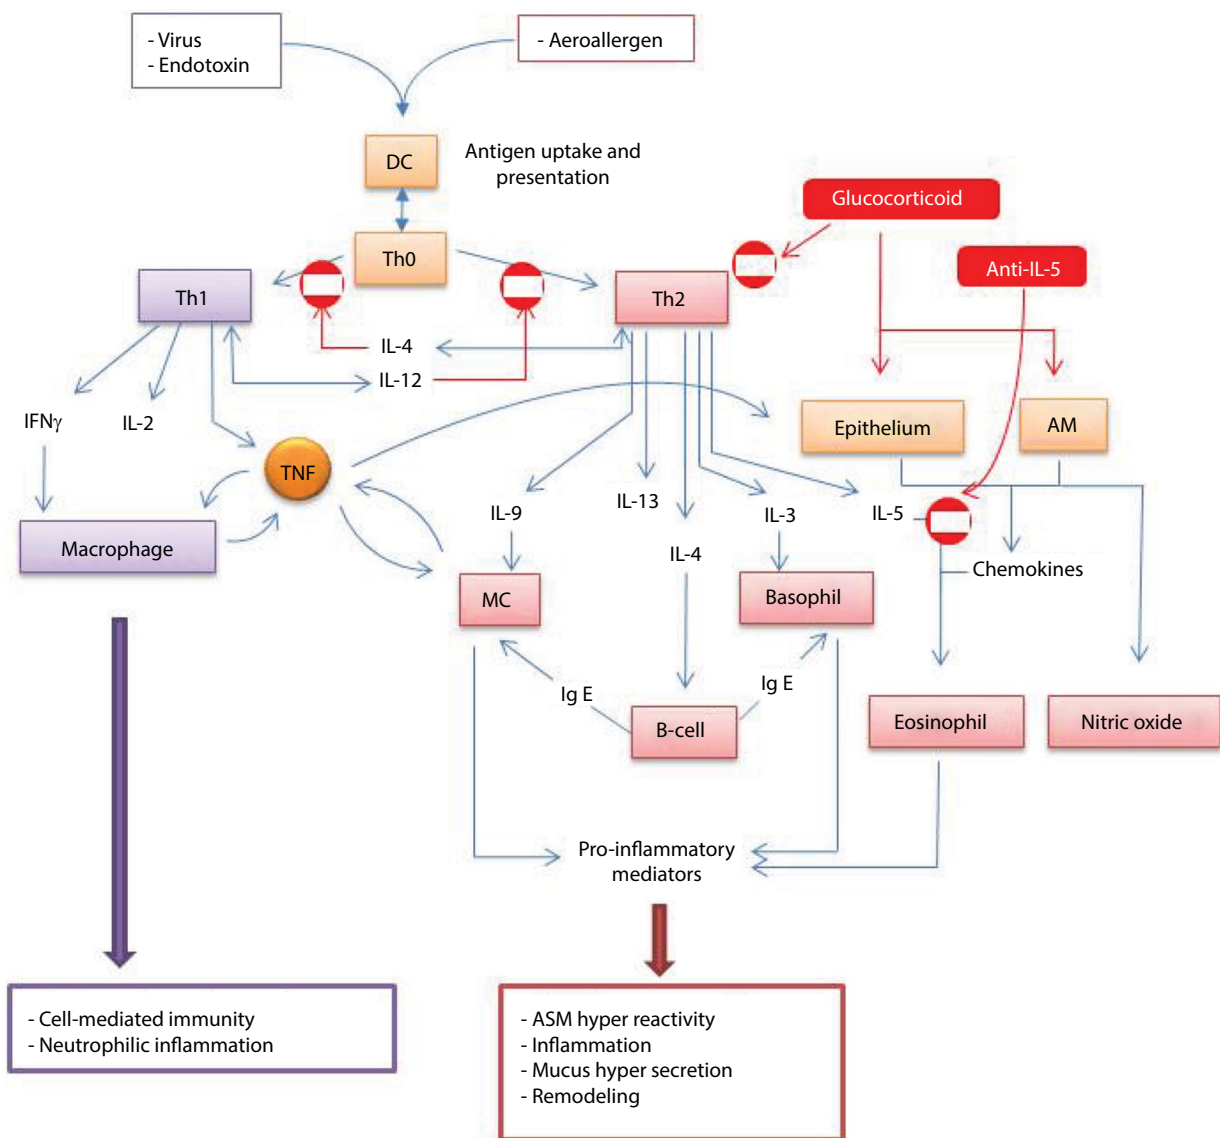 - Virus
- Endotoxin
- Aeroallergen
DC
Antigen uptake and
presentation
Glucocorticoid
Th0
Anti-IL-5
Th1
Th2
IL-4
IL-12
IFNγ
IL-2
Epithelium
AM
TNF
IL-9
IL-13
IL-3
IL-5
Macrophage
IL-4
Chemokines
MC
Basophil
Ig E
Ig E
B-cell
Eosinophil
Nitric oxide
Pro-inflammatory
mediators
- Cell-mediated immunity
- Neutrophilic inflammation
- ASM hyper reactivity
- Inflammation
- Mucus hyper secretion
- Remodeling